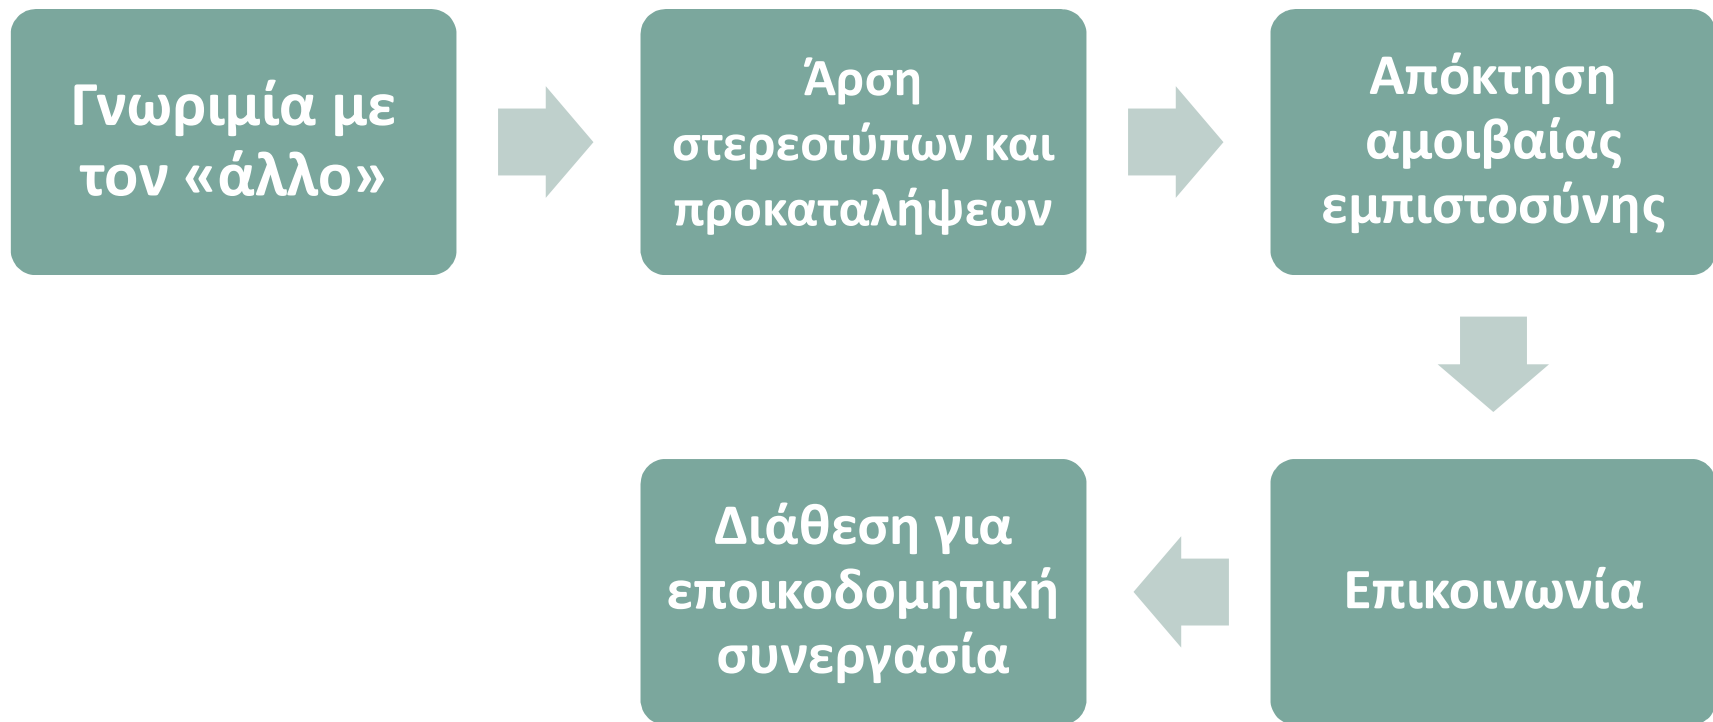 Γνωριμία με
τον «άλλο»
Άρση
στερεοτύπων και
προκαταλήψεων
Απόκτηση
αμοιβαίας
εμπιστοσύνης
Επικοινωνία
Διάθεση για
εποικοδομητική
συνεργασία